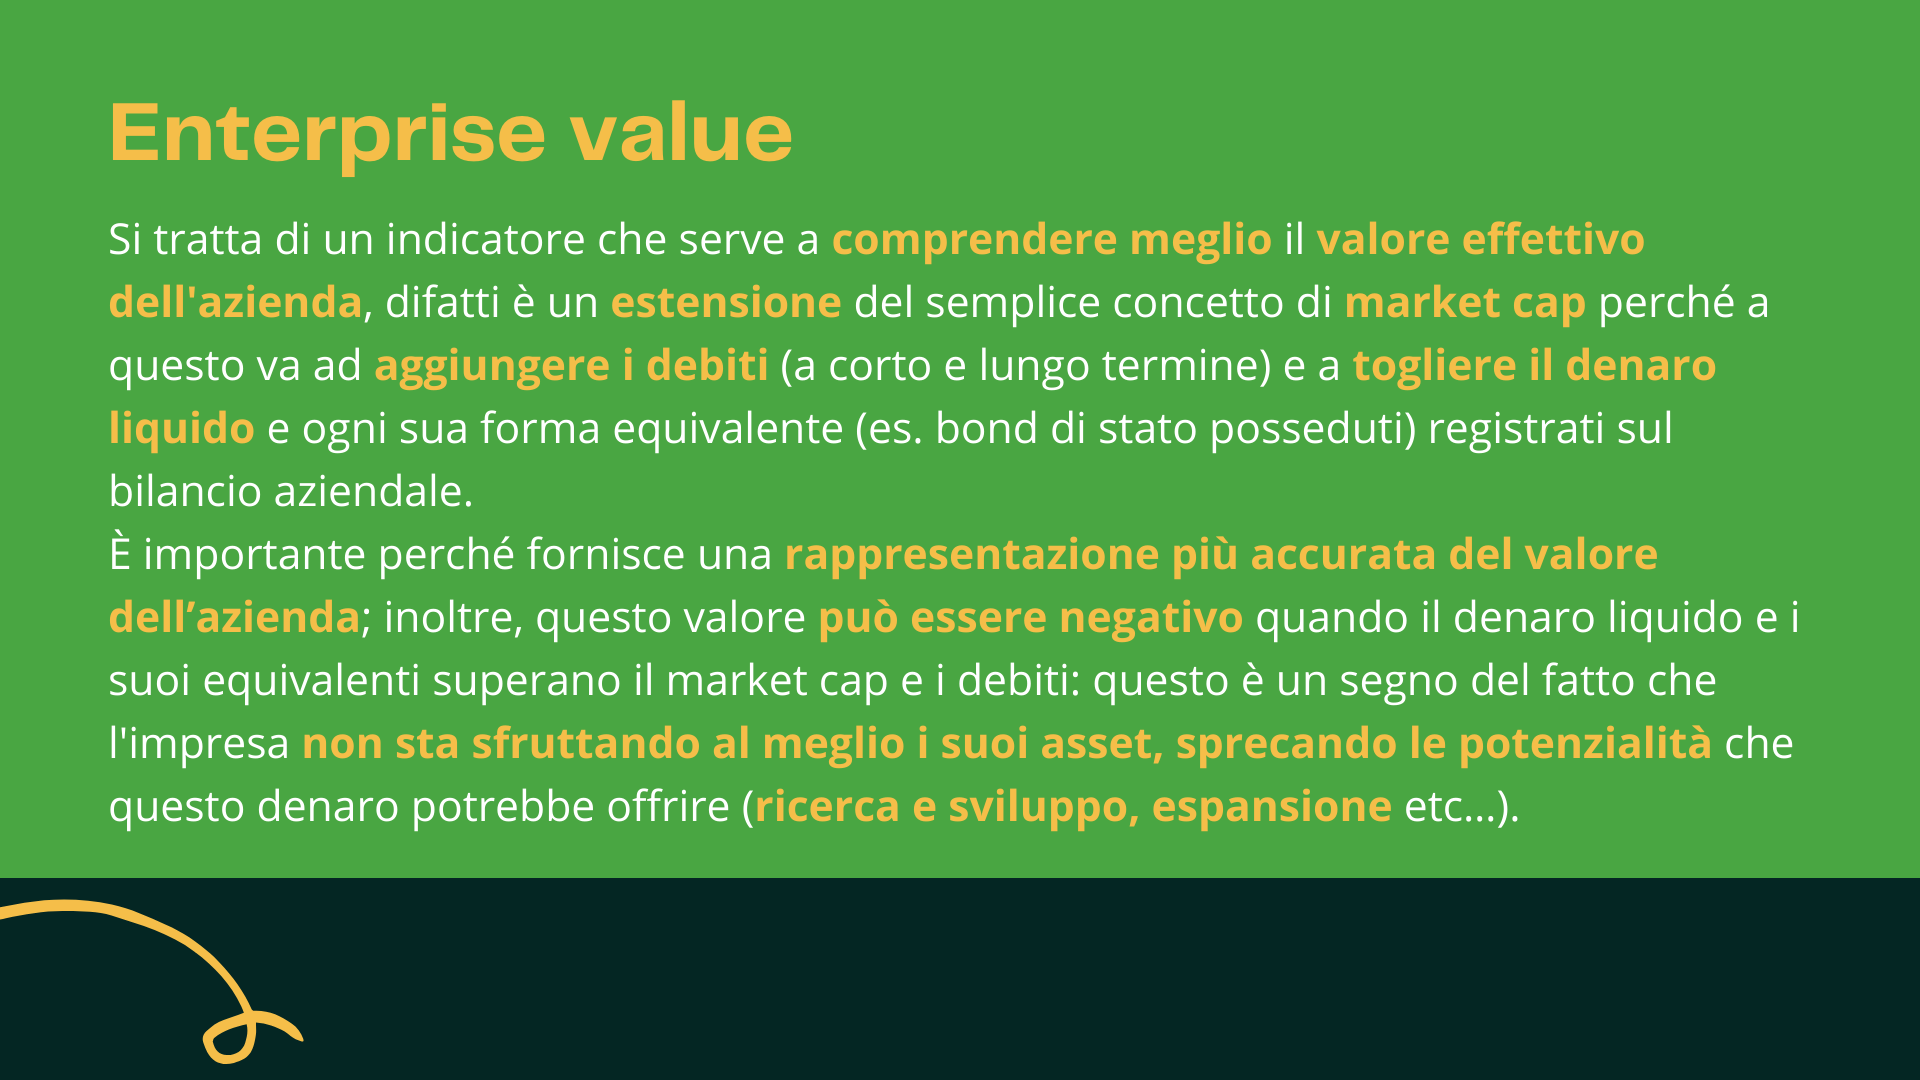 Enterprise value
Si tratta di un indicatore che serve a comprendere meglio il valore effettivo
dell'azienda, difatti è un estensione del semplice concetto di market cap perché a
questo va ad aggiungere i debiti (a corto e lungo termine) e a togliere il denaro
liquido e ogni sua forma equivalente (es. bond di stato posseduti) registrati sul
bilancio aziendale.
È importante perché fornisce una rappresentazione più accurata del valore
dell’azienda; inoltre, questo valore può essere negativo quando il denaro liquido e i
suoi equivalenti superano il market cap e i debiti: questo è un segno del fatto che
l'impresa non sta sfruttando al meglio i suoi asset, sprecando le potenzialità che
questo denaro potrebbe offrire (ricerca e sviluppo, espansione etc...).